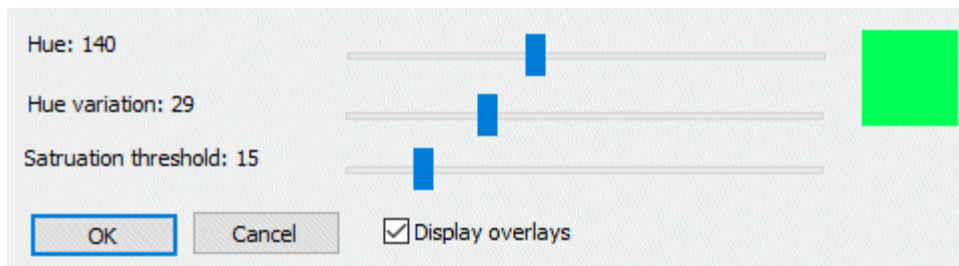 Hue: 140
Hue variation: 29
Satruation threshold: 15
OK Cancel Display overlays